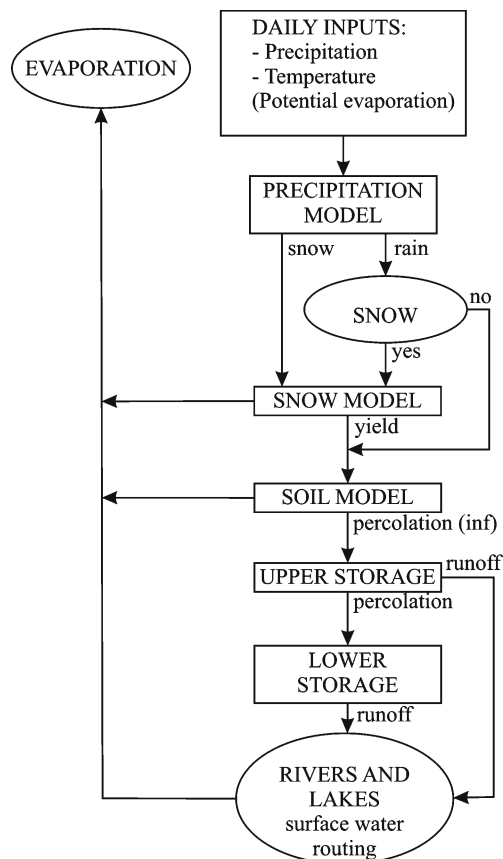 DAILY INPUTS:
- Precipitation
- Temperature
(Potential evaporation)
EVAPORATION
PRECIPITATION
MODEL
snow
rain
SNOW
no
yes
SNOW MODEL
yield
SOIL MODEL
percolation (inf)
UPPER STORAGE
runoff
percolation
LOWER
STORAGE
runoff
RIVERS AND
LAKES
surface water
routing